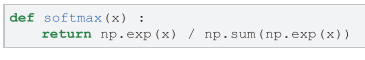 def softmax(x) :
    return np.exp(x) / np.sum(np.exp(x))